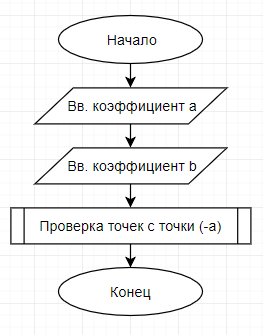 Начало
Вв. коэффициент a
Вв. коэффициент b
Проверка точек с точки (-a)
Конец